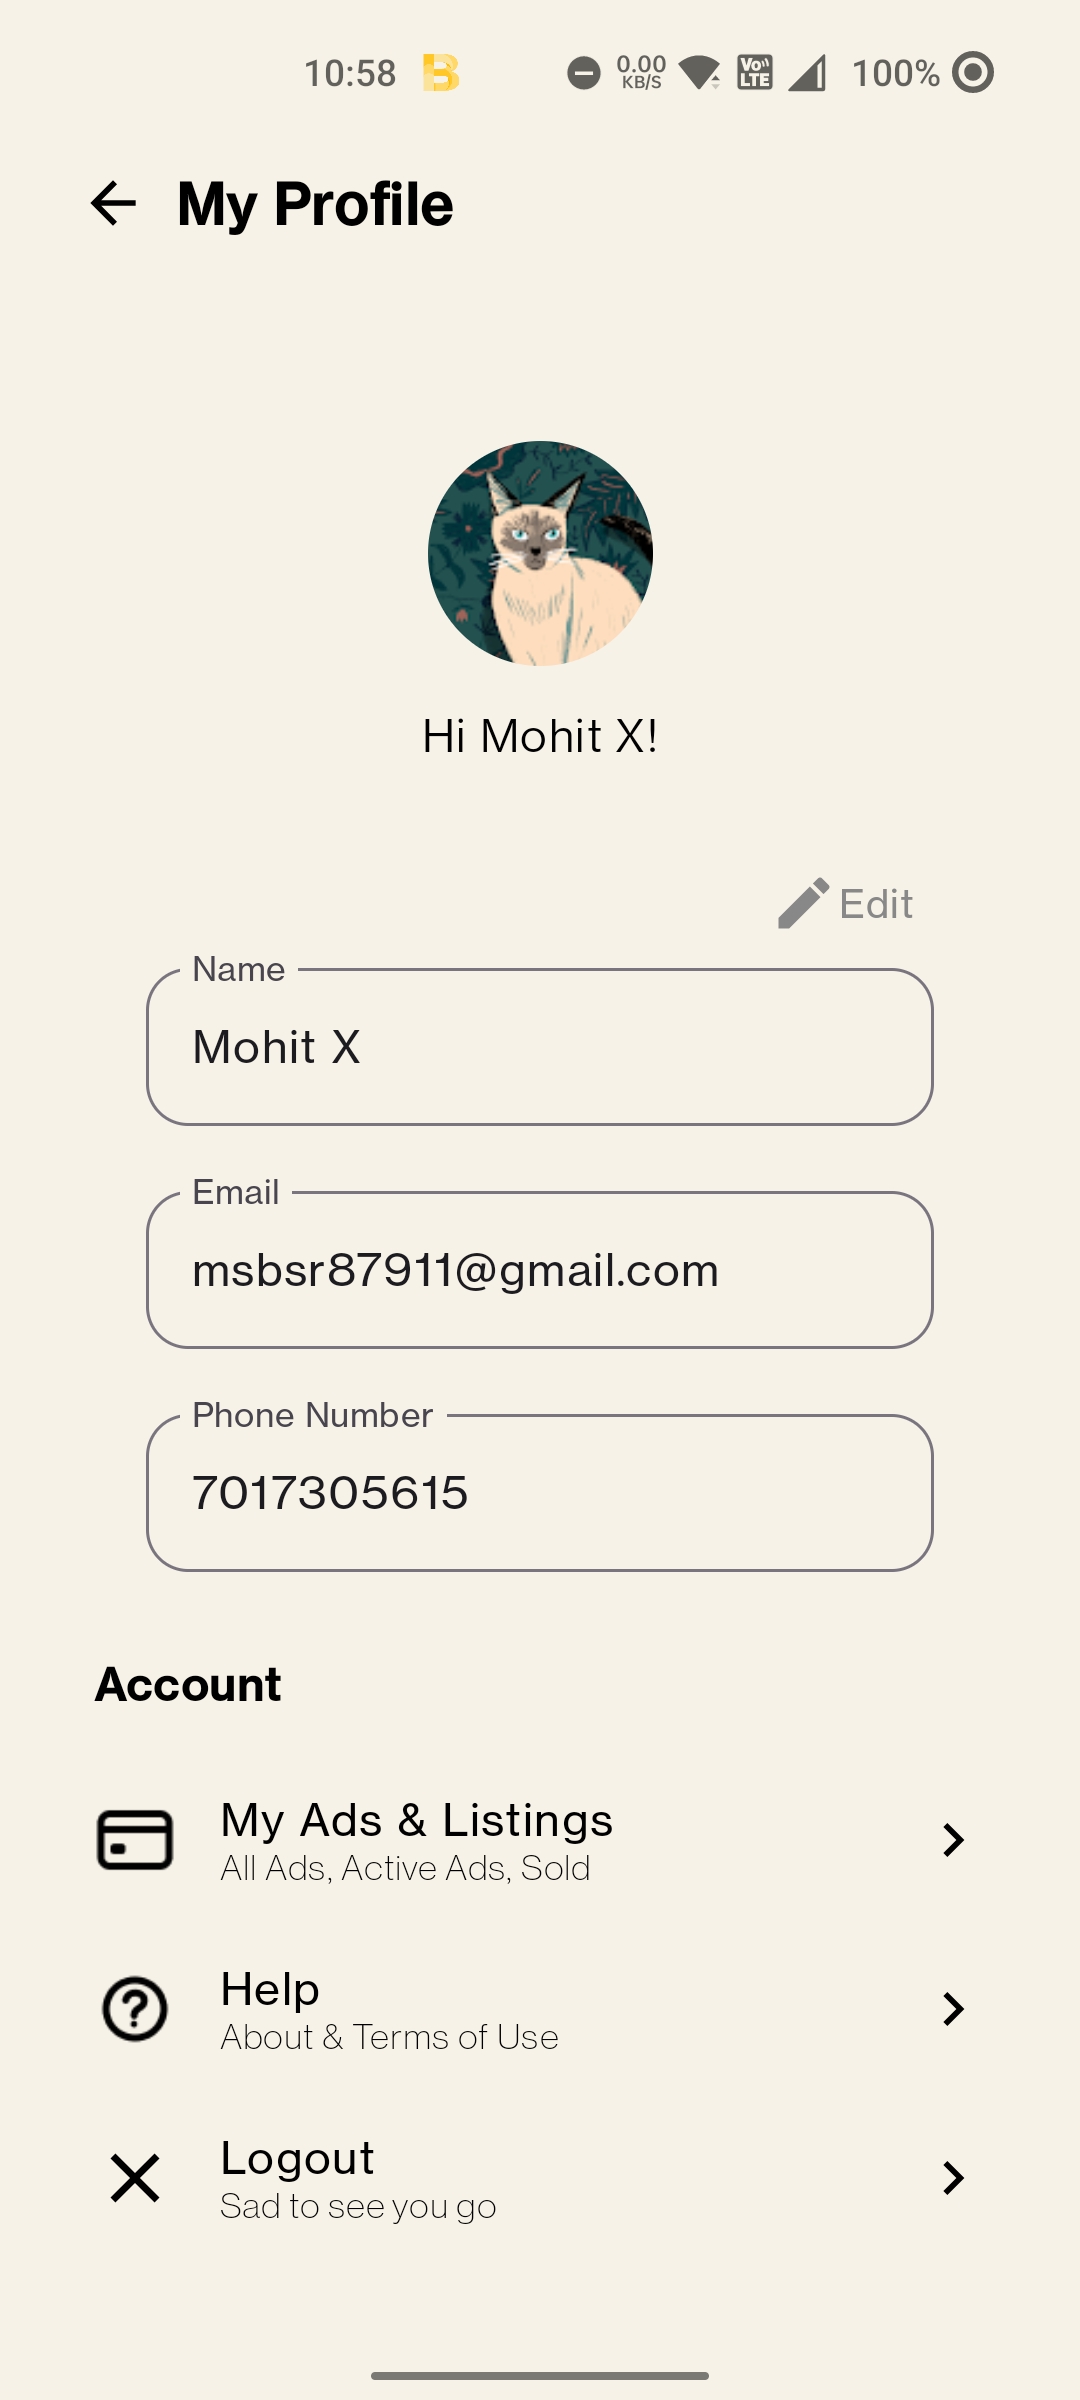 10:58 B 0.00 KB/S Vo LTE 100%
My Profile
Hi Mohit X!
Edit
Name
Mohit X
Email
msbsr87911@gmail.com
Phone Number
7017305615
Account
My Ads & Listings
All Ads, Active Ads, Sold
Help
About & Terms of Use
Logout
Sad to see you go